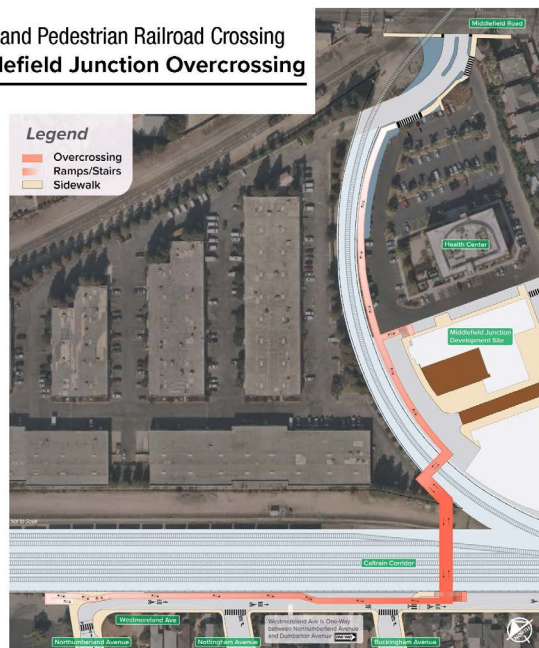 and Pedestrian Railroad Crossing
lefield Junction Overcrossing
Middlefield Road
Legend
Overcrossing
Ramps/Stairs
Sidewalk
Health Center
Middlefield Junction
Development Site
Not to Scale
Caltrain Corridor
Westmoreland Ave
Westmoreland Ave is One-Way
between Northumberland Avenue
and Dumbarton Avenue
ONE WAY
Northumberland Avenue
Nottingham Avenue
Buckingham Avenue
NORTH